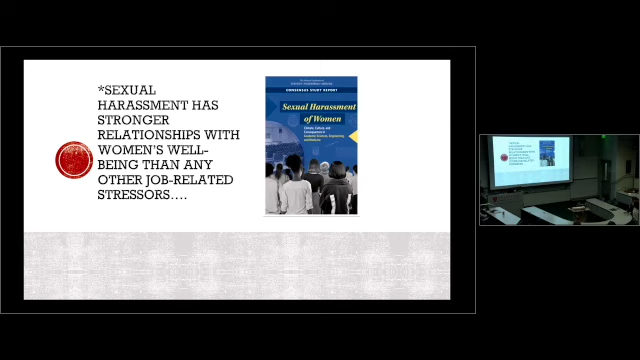 *SEXUAL
HARASSMENT HAS
STRONGER
RELATIONSHIPS WITH
WOMEN'S WELL-
BEING THAN ANY
OTHER JOB-RELATED
STRESSORS....
CONSENSUS STUDY REPORT
Sexual Harassment
of Women
Climate, Culture, and
Consequences in
Academic Sciences, Engineering,
and Medicine